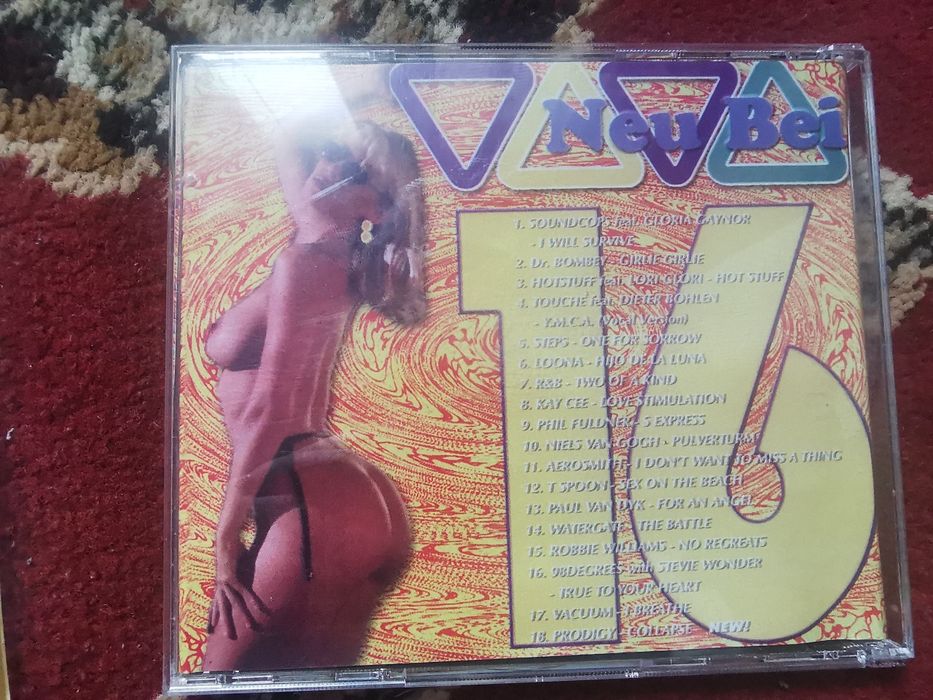 Neu Bei
16
1. SOUNDCOPS feat. GLORIA GAYNOR
- I WILL SURVIVE
2. Dr. BOMBEY - GIRLIE GIRLIE
3. HOTSTUFF feat. LORI GLORI - HOT STUFF
4. TOUCHÉ feat. DIETER BOHLEN
- Y.M.C.A. (Vocal Version)
5. STEPS - ONE FOR SORROW
6. LOONA - HIJO DE LA LUNA
7. R&B - TWO OF A KIND
8. KAY CEE - LOVE STIMULATION
9. PHIL FULDNER - S EXPRESS
10. NIELS VAN GOGH - PULVERTURM
11. AEROSMITH - I DON'T WANT TO MISS A THING
12. T SPOON - SEX ON THE BEACH
13. PAUL VAN DYK - FOR AN ANGEL
14. WATERGATE - THE BATTLE
15. ROBBIE WILLIAMS - NO REGREATS
16. 98DEGREES with STEVIE WONDER
- TRUE TO YOUR HEART
17. VACUUM - I BREATHE
18. PRODIGY - COLLAPSE NEW!